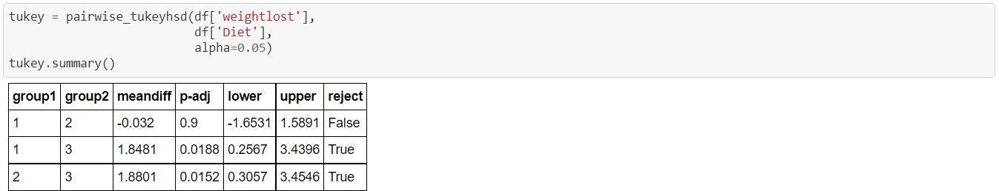 tukey = pairwise_tukeyhsd(df['weightlost'],
                          df['Diet'],
                          alpha=0.05)
tukey.summary()
group1 group2 meandiff p-adj lower upper reject
1 2 -0.032 0.9 -1.6531 1.5891 False
1 3 1.8481 0.0188 0.2567 3.4396 True
2 3 1.8801 0.0152 0.3057 3.4546 True